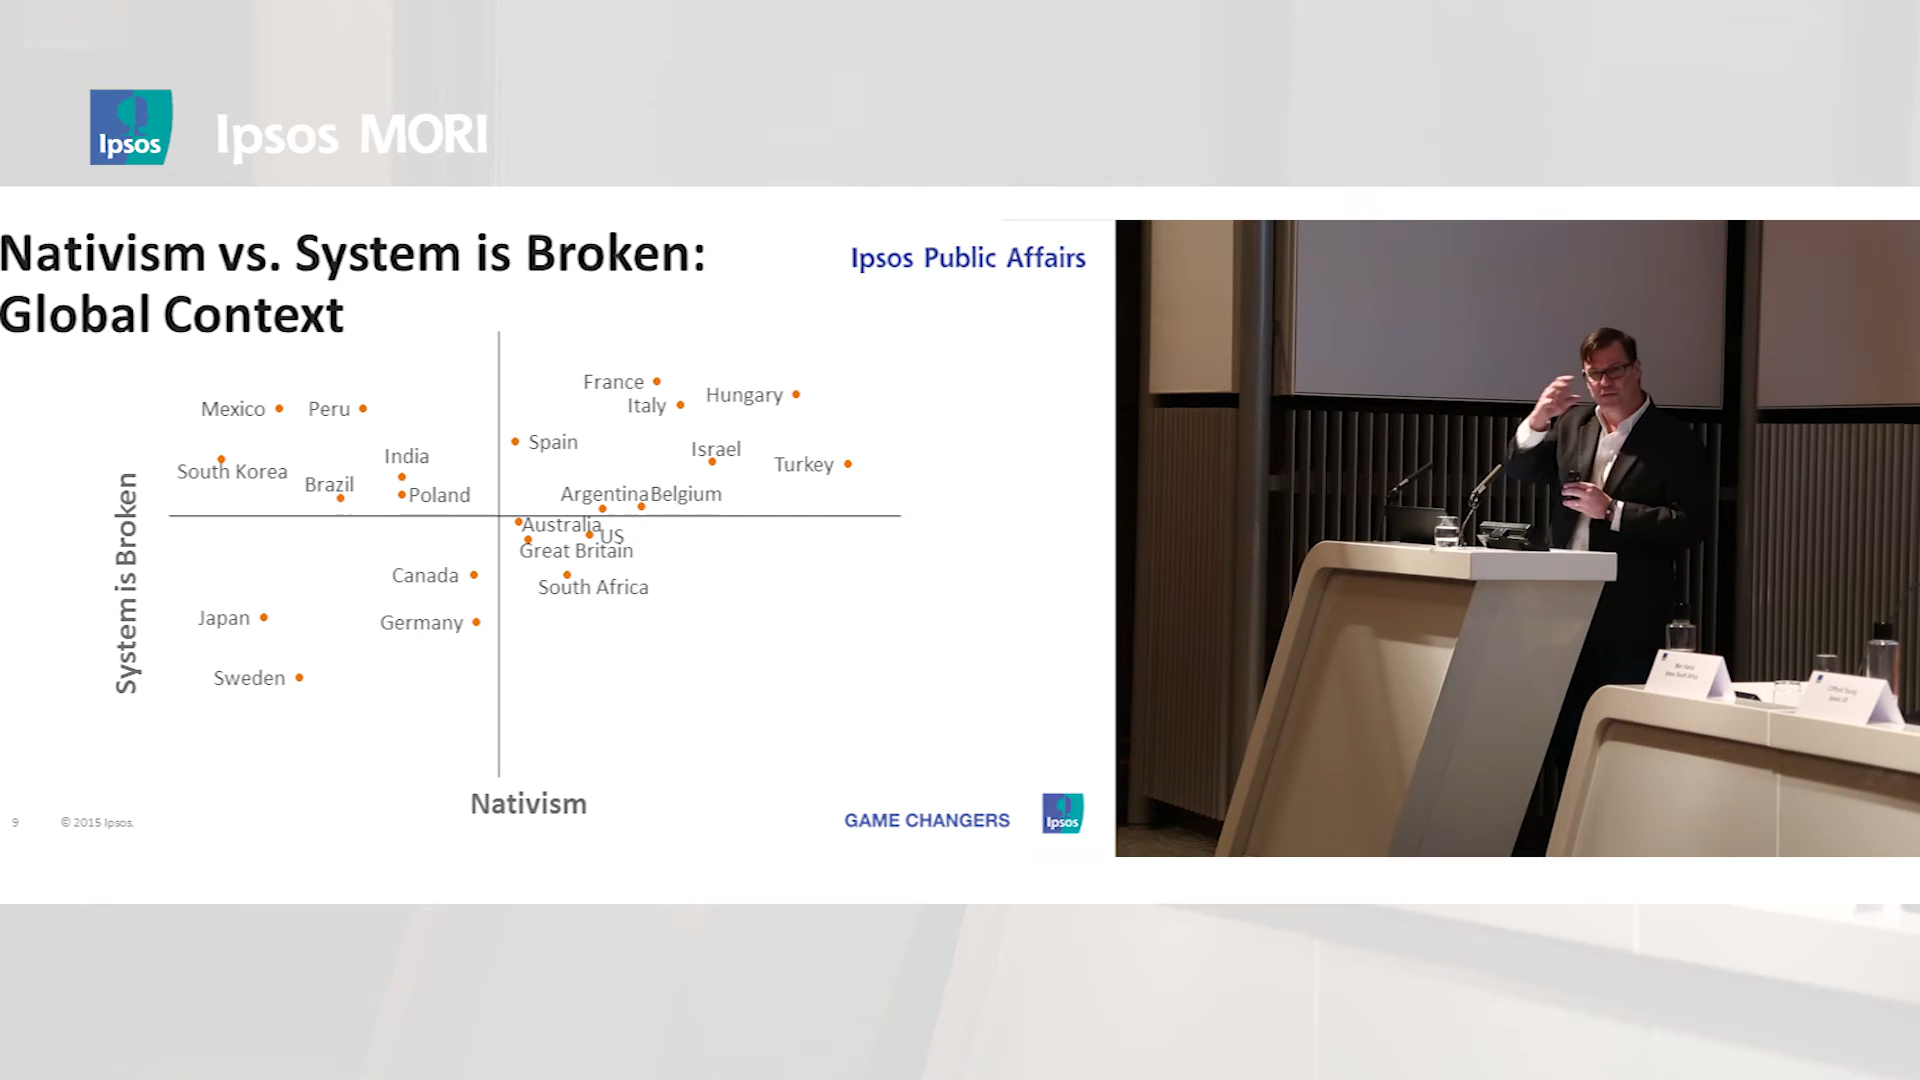 Ipsos
Ipsos MORI
Nativism vs. System is Broken:
Global Context
Ipsos Public Affairs
France
Hungary
Italy
Mexico
Peru
Spain
Israel
India
Turkey
South Korea
Brazil
Poland
Argentina
Belgium
Australia
US
Great Britain
Canada
South Africa
Japan
Germany
Sweden
System is Broken
Nativism
9
© 2015 Ipsos.
GAME CHANGERS
Ipsos